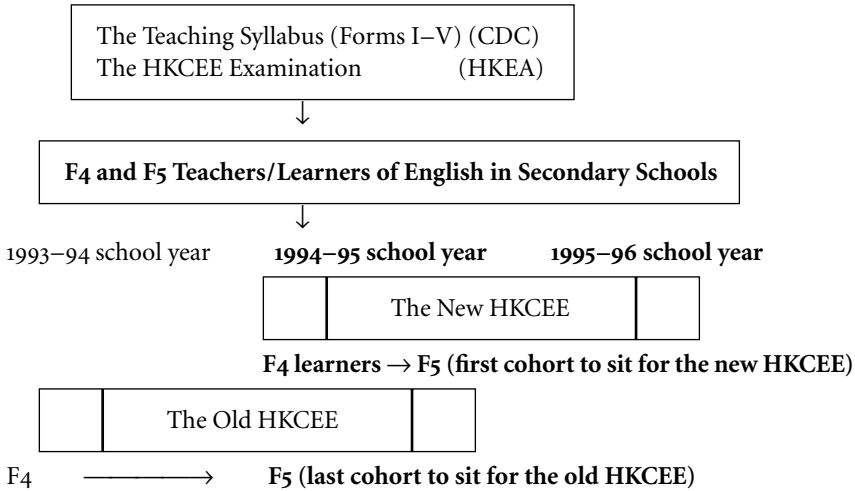 The Teaching Syllabus (Forms I–V) (CDC)
The HKCEE Examination (HKEA)
↓
F4 and F5 Teachers/Learners of English in Secondary Schools
↓
1993–94 school year 1994–95 school year 1995–96 school year
The New HKCEE
F4 learners → F5 (first cohort to sit for the new HKCEE)
The Old HKCEE
F4 → F5 (last cohort to sit for the old HKCEE)